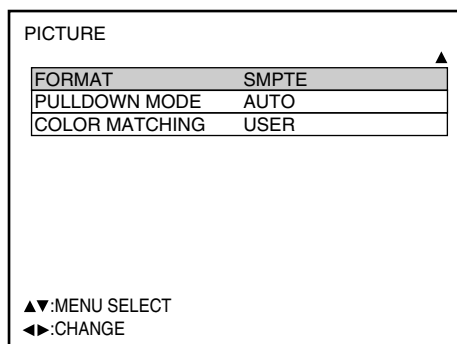 PICTURE
▲
FORMAT SMPTE
PULLDOWN MODE AUTO
COLOR MATCHING USER
▲▼:MENU SELECT
◀▶:CHANGE